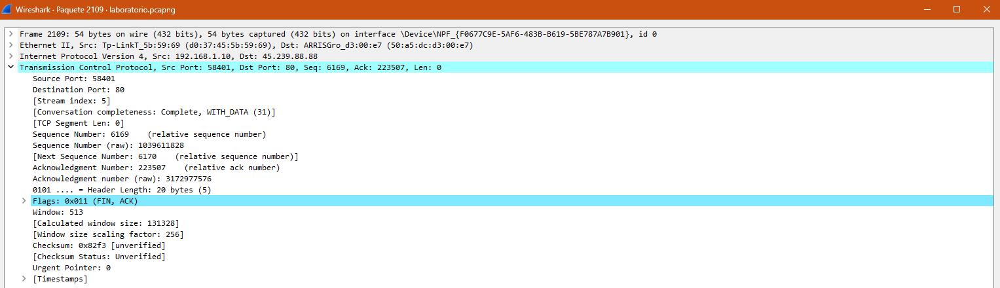 Wireshark · Paquete 2109 · laboratorio.pcapng
Frame 2109: 54 bytes on wire (432 bits), 54 bytes captured (432 bits) on interface \Device\NPF_{F0677C9E-5AF6-483B-B619-5BE787A7B901}, id 0
Ethernet II, Src: Tp-LinkT_5b:59:69 (d0:37:45:5b:59:69), Dst: ARRISGro_d3:00:e7 (50:a5:dc:d3:00:e7)
Internet Protocol Version 4, Src: 192.168.1.10, Dst: 45.239.88.88
Transmission Control Protocol, Src Port: 58401, Dst Port: 80, Seq: 6169, Ack: 223507, Len: 0
Source Port: 58401
Destination Port: 80
[Stream index: 5]
[Conversation completeness: Complete, WITH_DATA (31)]
[TCP Segment Len: 0]
Sequence Number: 6169    (relative sequence number)
Sequence Number (raw): 1039611828
[Next Sequence Number: 6170    (relative sequence number)]
Acknowledgment Number: 223507    (relative ack number)
Acknowledgment number (raw): 3172977576
0101 .... = Header Length: 20 bytes (5)
Flags: 0x011 (FIN, ACK)
Window: 513
[Calculated window size: 131328]
[Window size scaling factor: 256]
Checksum: 0x82f3 [unverified]
[Checksum Status: Unverified]
Urgent Pointer: 0
[Timestamps]